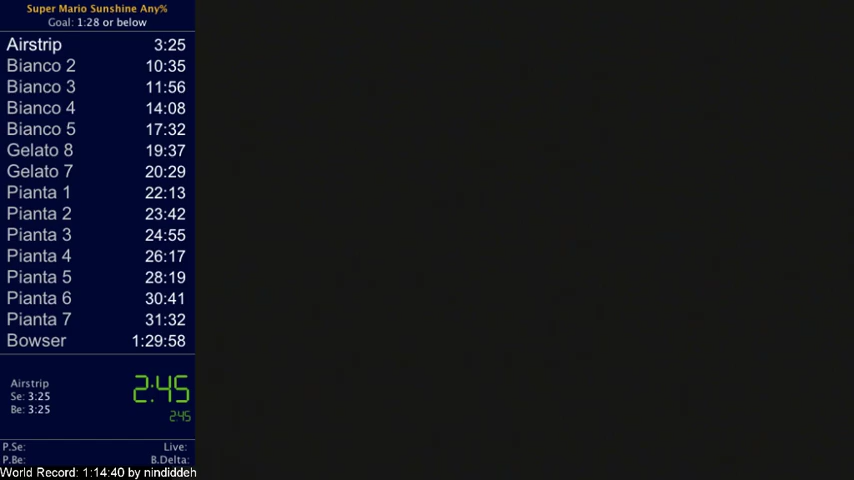 Super Mario Sunshine Any%
Goal: 1:28 or below
Airstrip 3:25
Bianco 2 10:35
Bianco 3 11:56
Bianco 4 14:08
Bianco 5 17:32
Gelato 8 19:37
Gelato 7 20:29
Pianta 1 22:13
Pianta 2 23:42
Pianta 3 24:55
Pianta 4 26:17
Pianta 5 28:19
Pianta 6 30:41
Pianta 7 31:32
Bowser 1:29:58
Airstrip
Se: 3:25
Be: 3:25
2:45
2:45
P.Se: Live:
P.Be: B.Delta:
World Record: 1:14:40 by nindiddeh